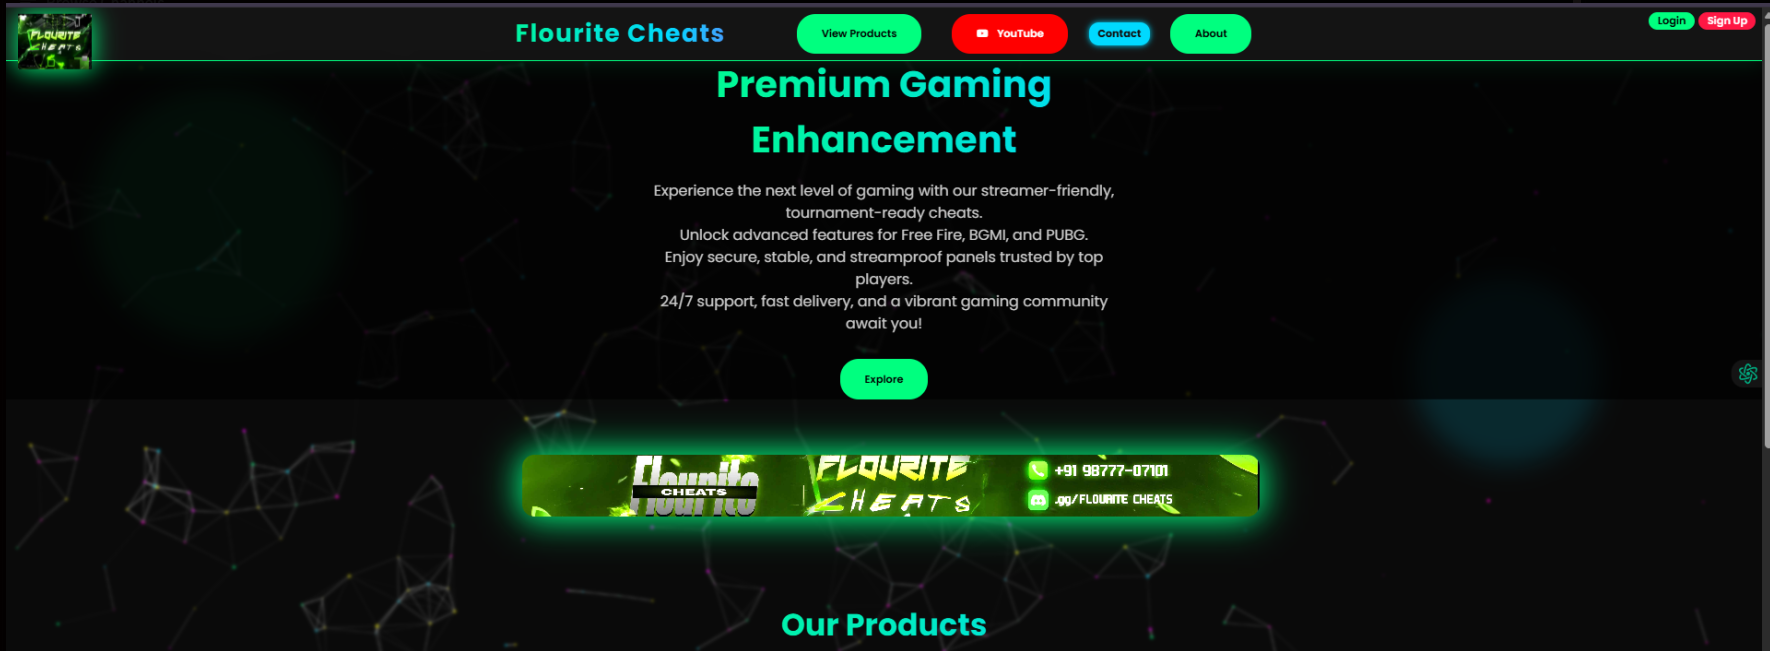 FLOURITE
CHEATS
Flourite Cheats
View Products
YouTube
Contact
About
Login
Sign Up
Premium Gaming
Enhancement
Experience the next level of gaming with our streamer-friendly,
tournament-ready cheats.
Unlock advanced features for Free Fire, BGMI, and PUBG.
Enjoy secure, stable, and streamproof panels trusted by top
players.
24/7 support, fast delivery, and a vibrant gaming community
await you!
Explore
Flourite
CHEATS
Flourite
FLOURITE
CHEATS
+91 98777-07101
.gg/FLOURITE CHEATS
Our Products